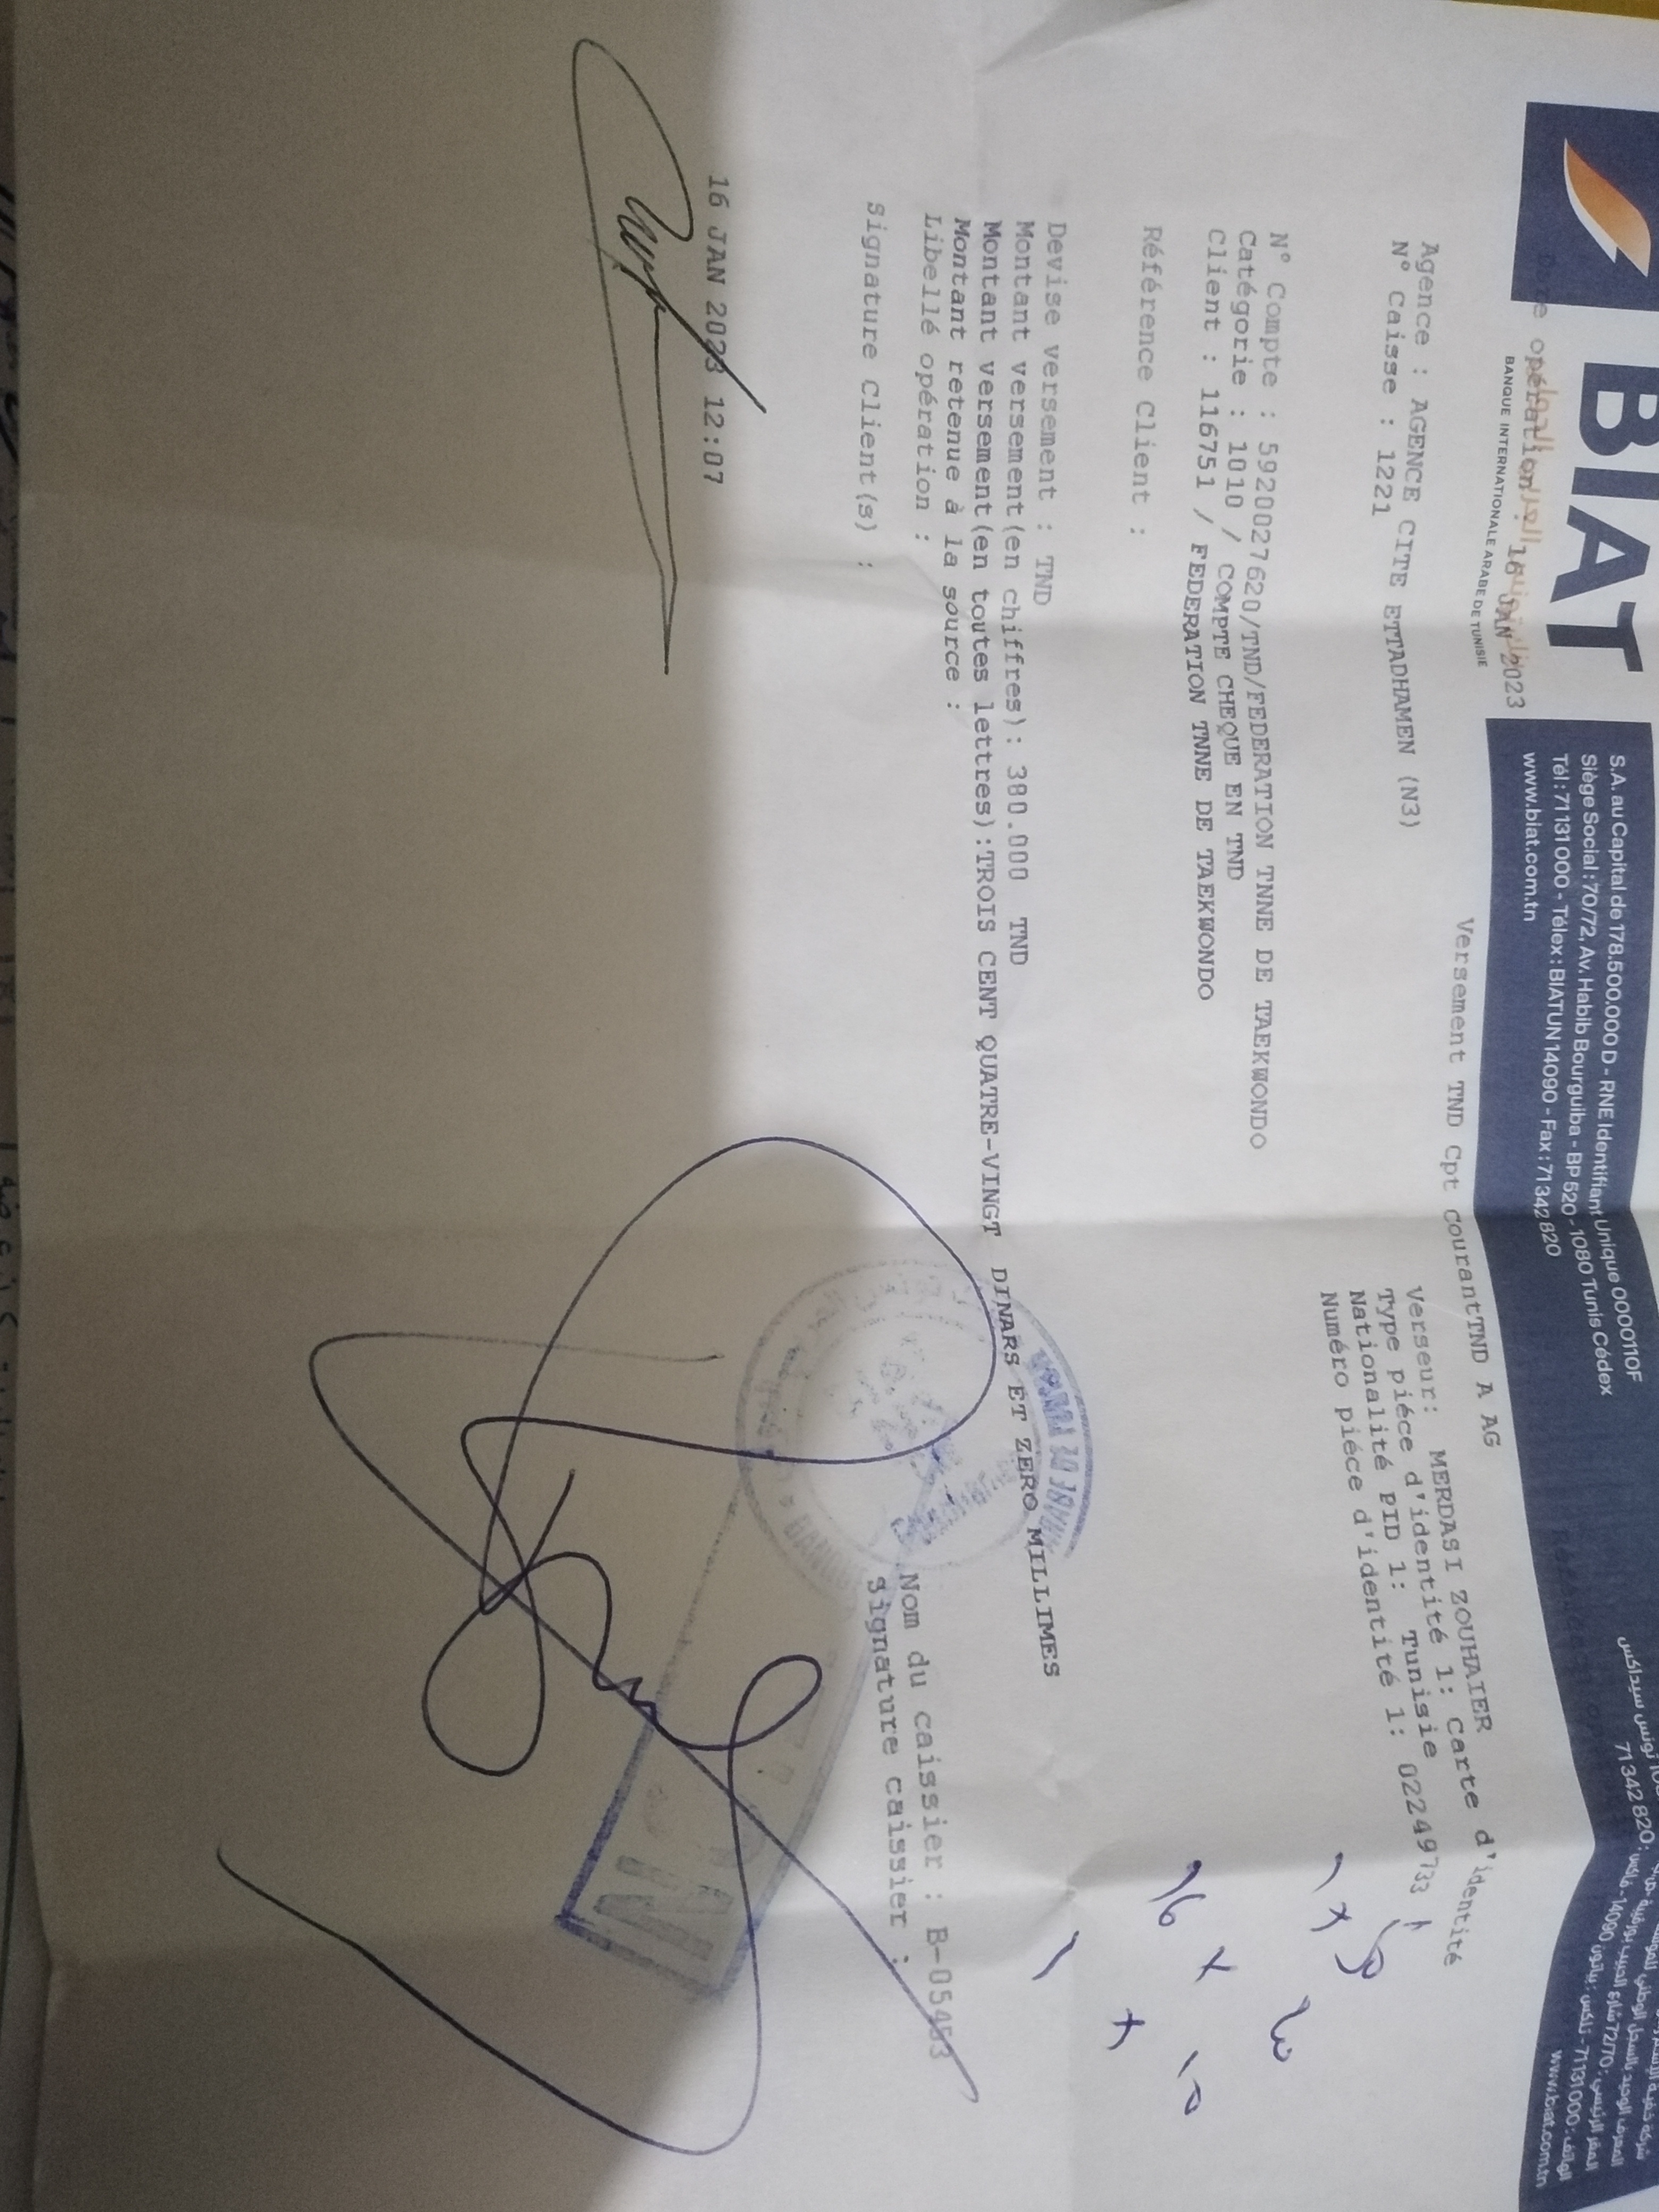 BIAT
BANQUE INTERNATIONALE ARABE DE TUNISIE
S.A. au Capital de 178.500.000 D - RNE Identifiant Unique 0000110F
Siège Social : 70/72, Av. Habib Bourguiba - BP 520 - 1080 Tunis Cédex
Tél : 71 131 000 - Télex : BIATUN 14090 - Fax : 71 342 820
www.biat.com.tn
Date opération : 16 JAN 2023
Versement TND Cpt courantTND A AG
Agence : AGENCE CITE ETTADHAMEN (N3)
N° Caisse : 1221
Verseur: MERDASI ZOUHAIER
Type piéce d'identité 1: Carte d'identité
Nationalité PID 1: Tunisie
Numéro piéce d'identité 1: 02249733
N° Compte : 5920027620/TND/FEDERATION TNNE DE TAEKWONDO
Catégorie : 1010 / COMPTE CHEQUE EN TND
Client : 116751 / FEDERATION TNNE DE TAEKWONDO
Référence Client :
Devise versement : TND
Montant versement(en chiffres): 380.000 TND
Montant versement(en toutes lettres):TROIS CENT QUATRE-VINGT DINARS ET ZERO MILLIMES
Montant retenue à la source :
Libellé opération :
Nom du caissier : B-05453
Signature Client(s) :
Signature caissier :
16 JAN 2023 12:07